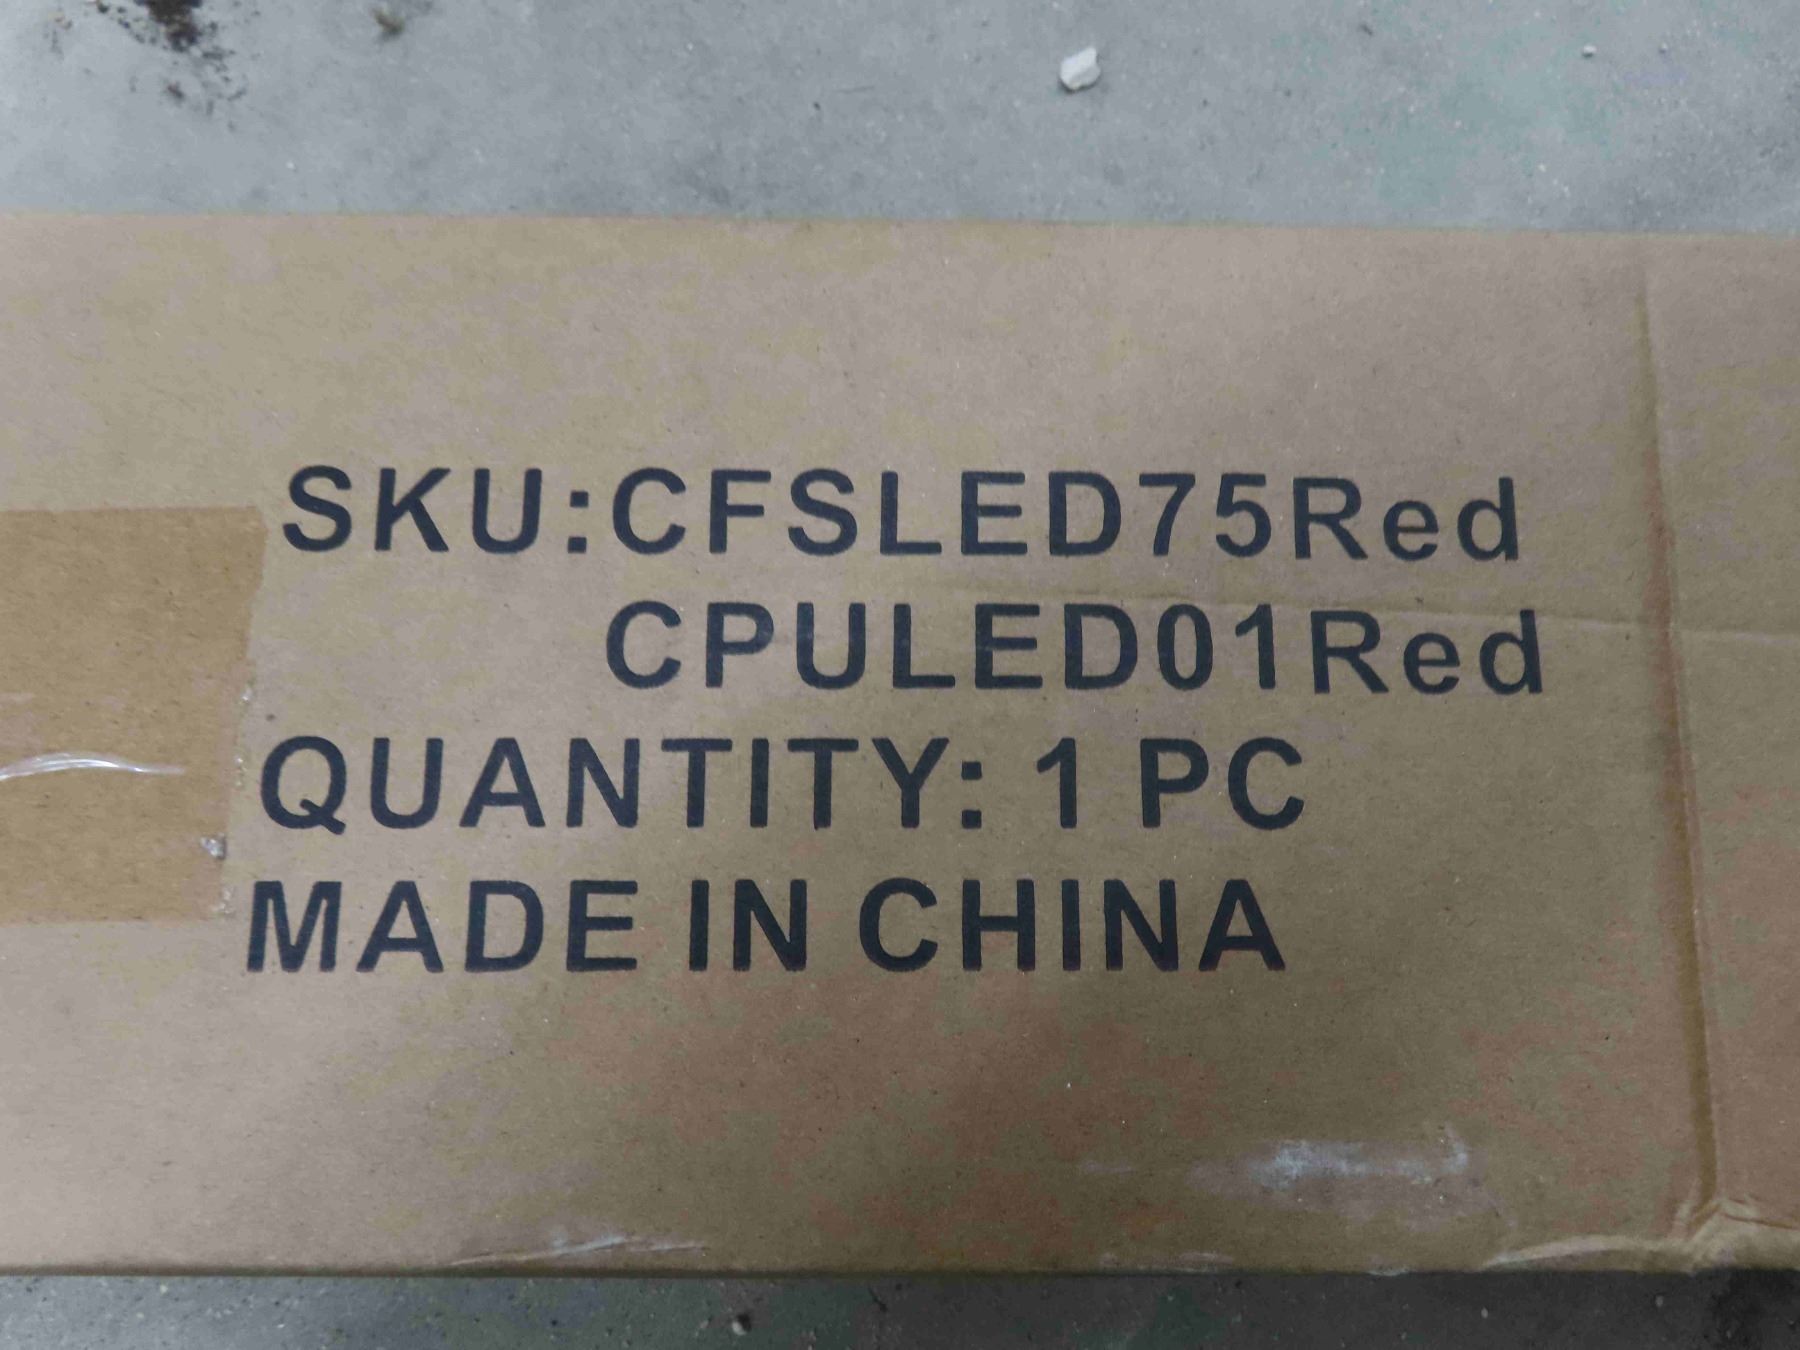 SKU:CFSLED75Red
CPULED01Red
QUANTITY: 1 PC
MADE IN CHINA